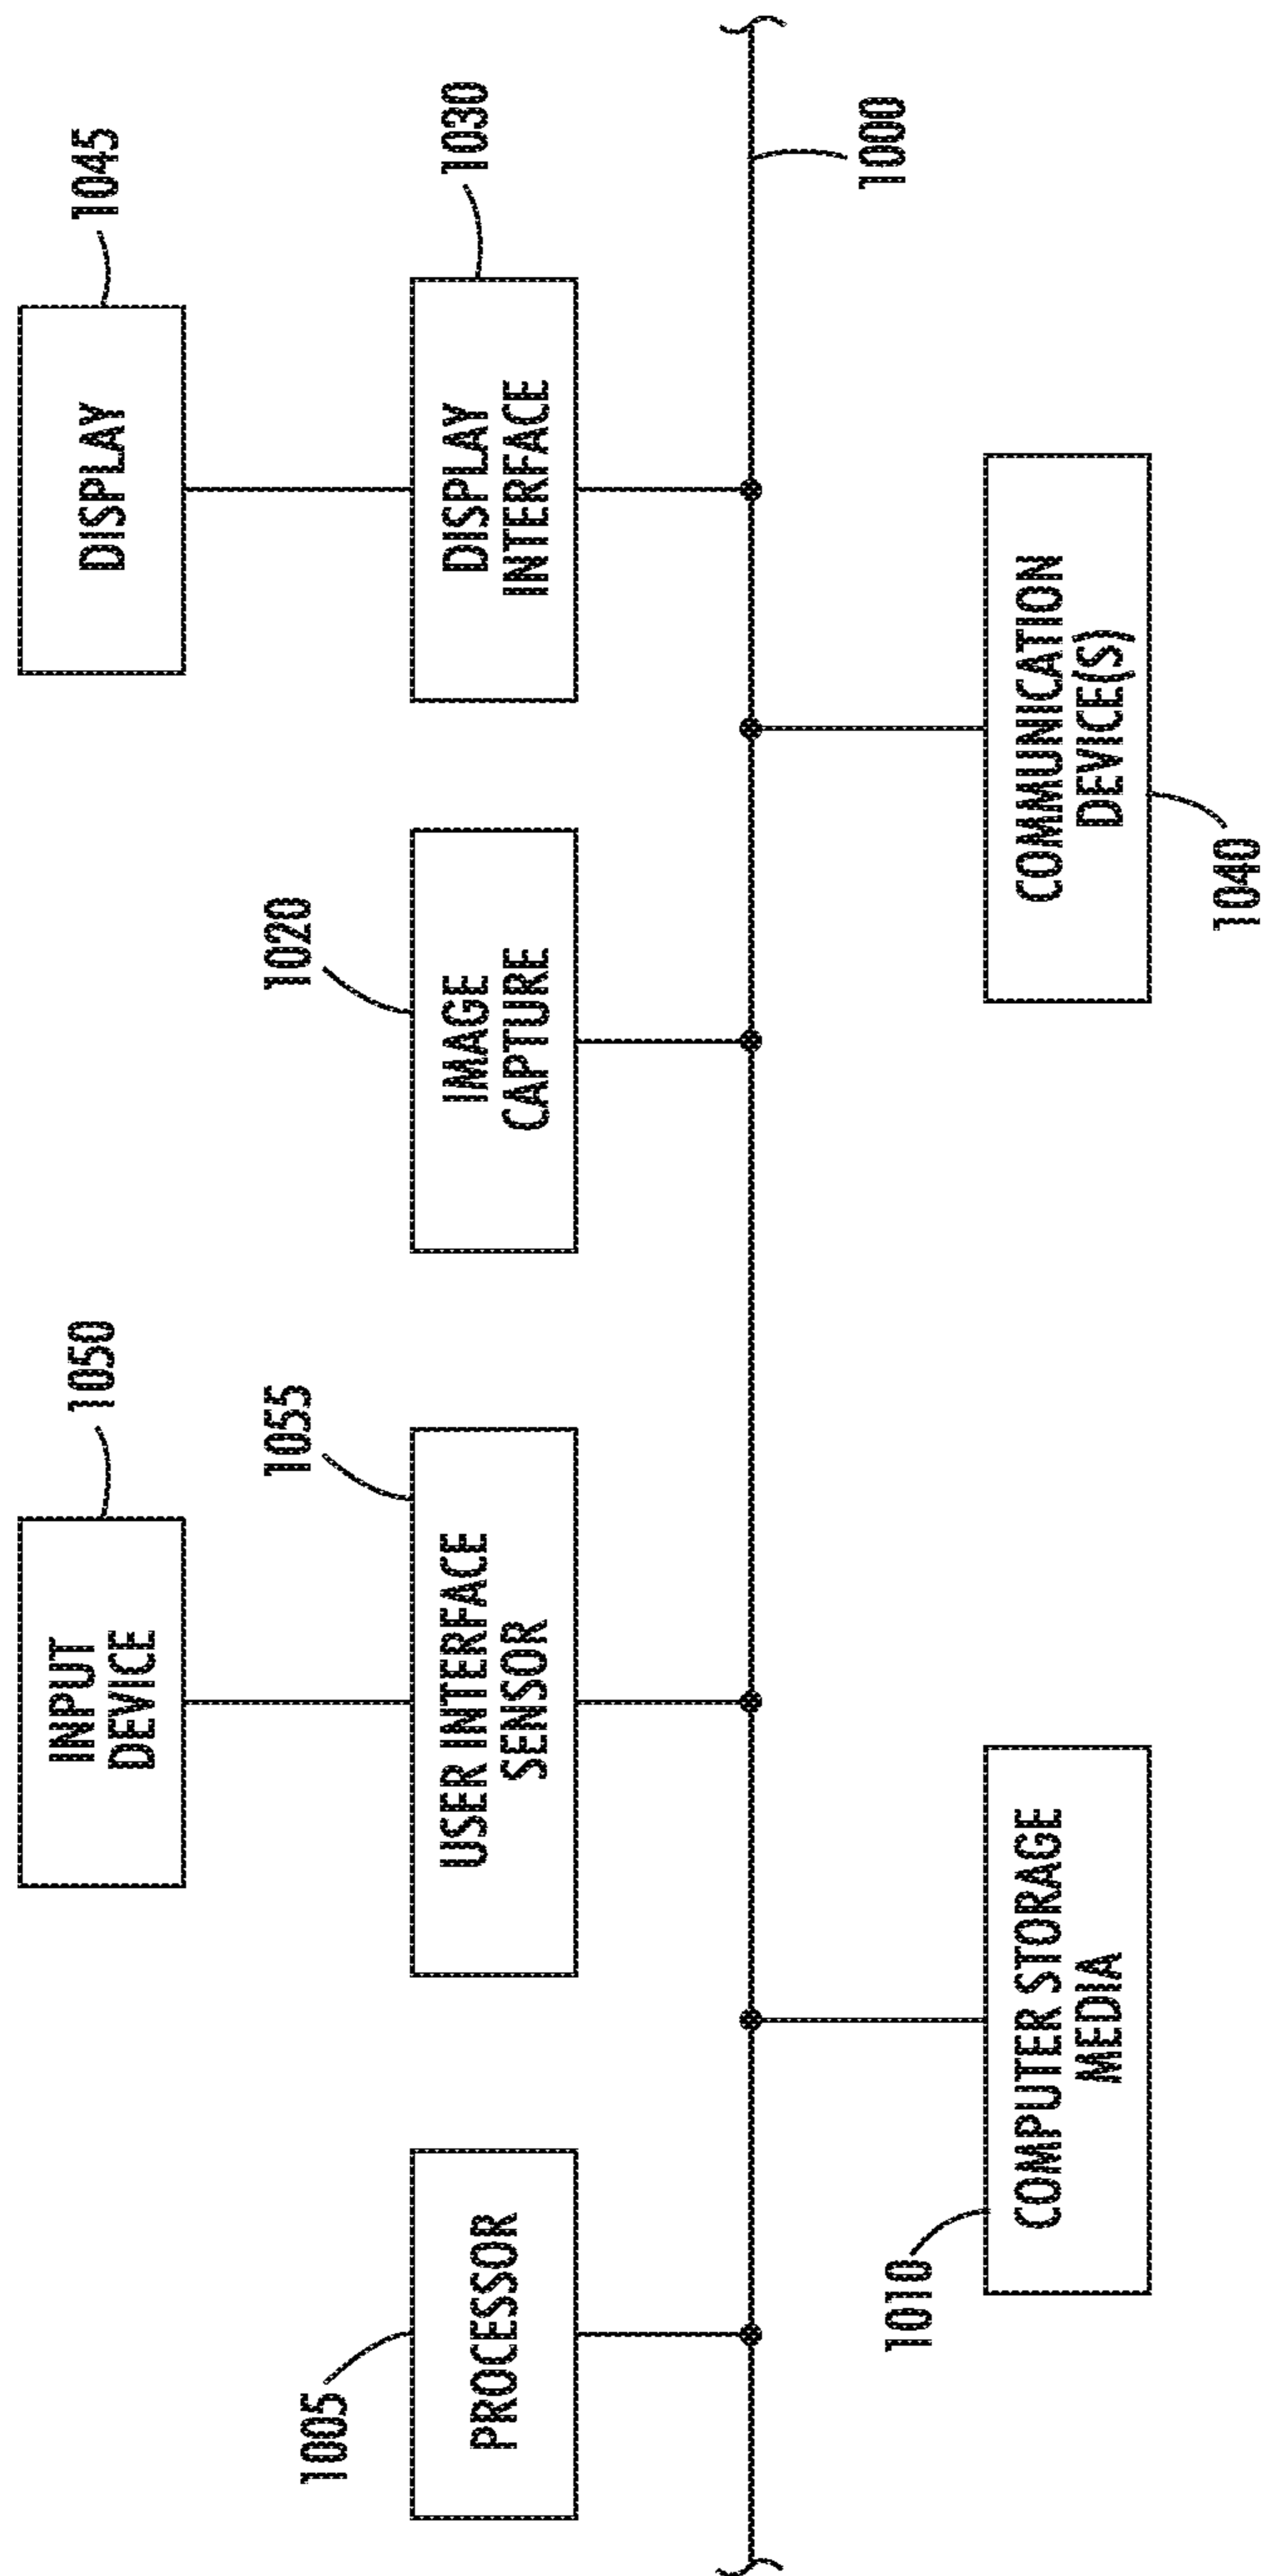 1050
INPUT
DEVICE
1045
DISPLAY
1005
PROCESSOR
1055
USER INTERFACE
SENSOR
1020
IMAGE
CAPTURE
1030
DISPLAY
INTERFACE
1000
1010
COMPUTER STORAGE
MEDIA
COMMUNICATION
DEVICE(S)
1040